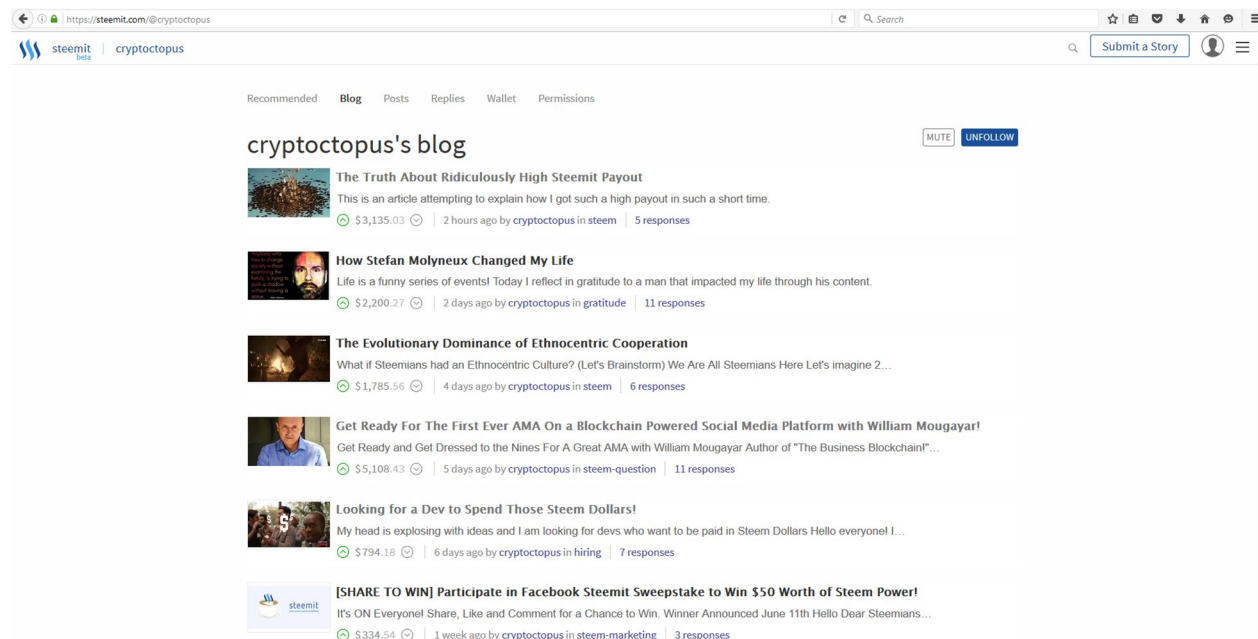 https://steemit.com/@cryptoctopus
Search
steemit
beta
cryptoctopus
Submit a Story
Recommended Blog Posts Replies Wallet Permissions
cryptoctopus's blog
MUTE UNFOLLOW
The Truth About Ridiculously High Steemit Payout
This is an article attempting to explain how I got such a high payout in such a short time.
$3,135.03 2 hours ago by cryptoctopus in steem 5 responses
How Stefan Molyneux Changed My Life
Life is a funny series of events! Today I reflect in gratitude to a man that impacted my life through his content.
$2,200.27 2 days ago by cryptoctopus in gratitude 11 responses
The Evolutionary Dominance of Ethnocentric Cooperation
What if Steemians had an Ethnocentric Culture? (Let's Brainstorm) We Are All Steemians Here Let's imagine 2…
$1,785.56 4 days ago by cryptoctopus in steem 6 responses
Get Ready For The First Ever AMA On a Blockchain Powered Social Media Platform with William Mougayar!
Get Ready and Get Dressed to the Nines For A Great AMA with William Mougayar Author of "The Business Blockchain!"…
$5,108.43 5 days ago by cryptoctopus in steem-question 11 responses
Looking for a Dev to Spend Those Steem Dollars!
My head is explosing with ideas and I am looking for devs who want to be paid in Steem Dollars Hello everyone! I…
$794.18 6 days ago by cryptoctopus in hiring 7 responses
steemit
[SHARE TO WIN] Participate in Facebook Steemit Sweepstake to Win $50 Worth of Steem Power!
It's ON Everyone! Share, Like and Comment for a Chance to Win. Winner Announced June 11th Hello Dear Steemians…
$334.54 1 week ago by cryptoctopus in steem-marketing 3 responses